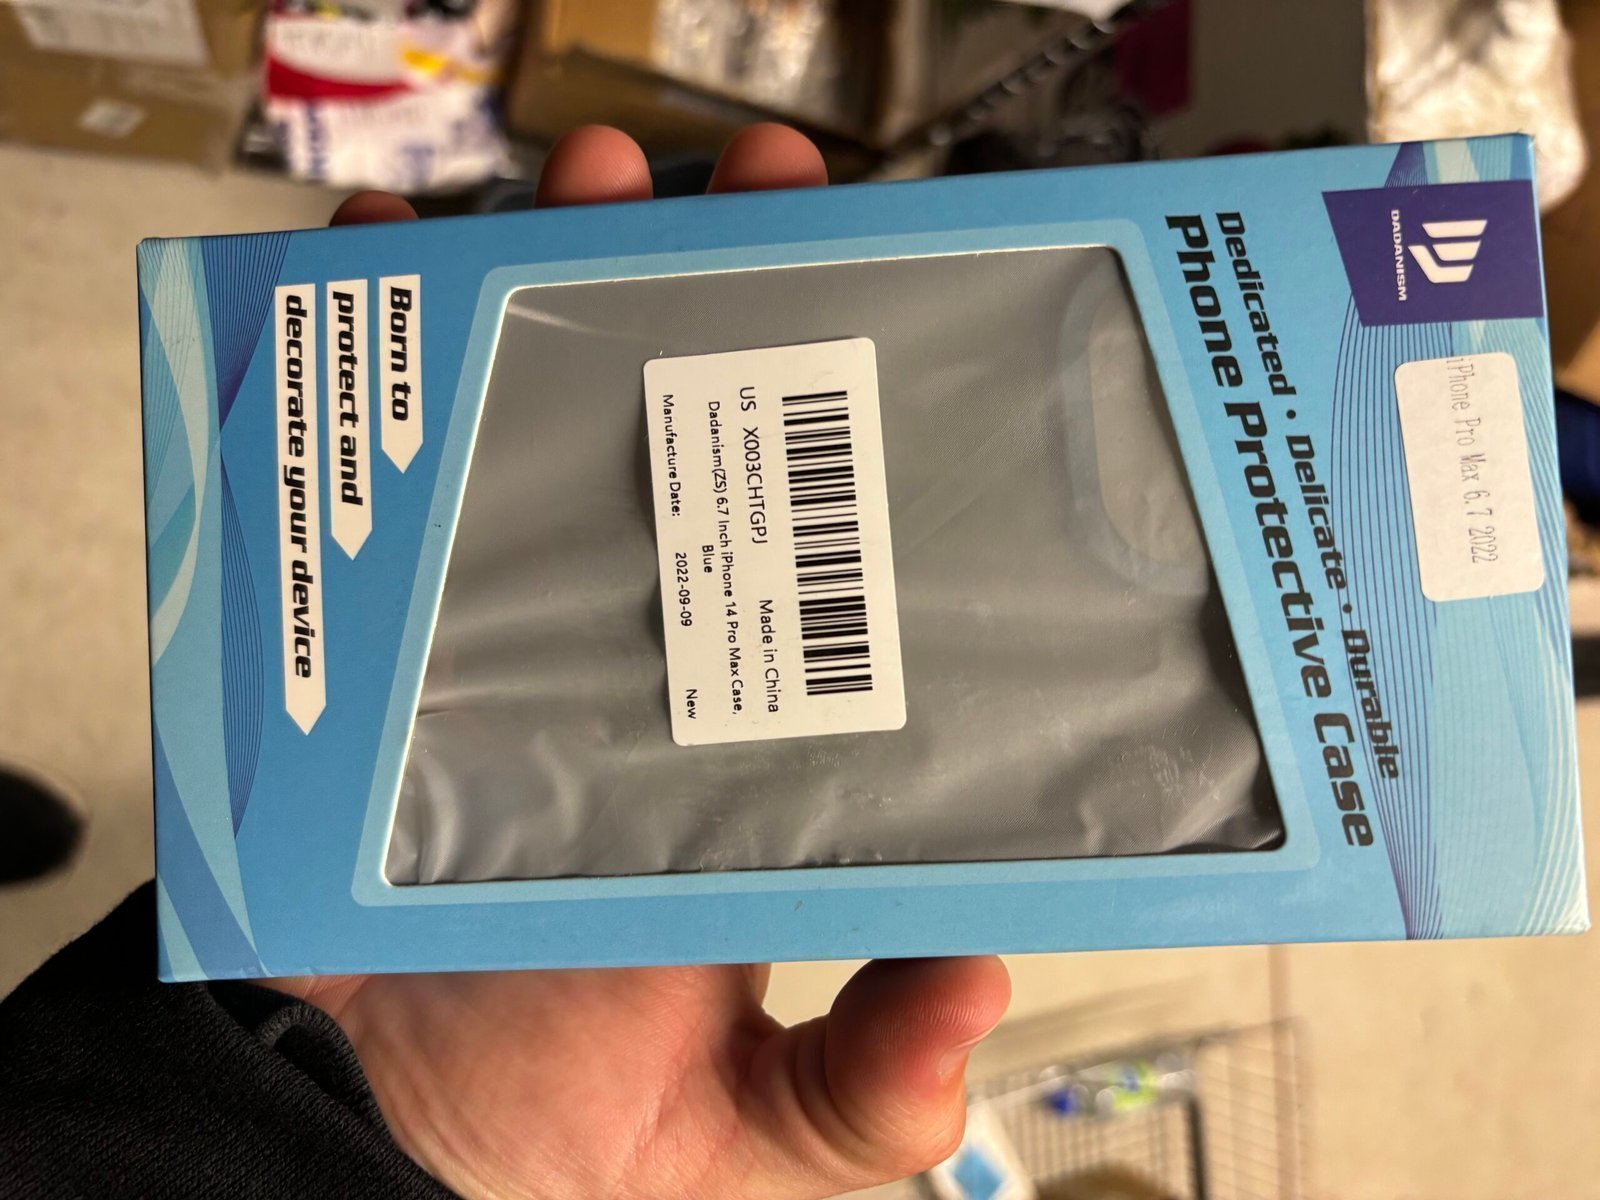 DADANISM
iPhone Pro Max 6.7 2022
Dedicated · Delicate · Durable
Phone Protective Case
US X003CHTGPJ Made in China
Dadanism(ZS) 6.7 Inch iPhone 14 Pro Max Case,
Blue
Manufacture Date: 2022-09-09 New
Born to
protect and
decorate your device